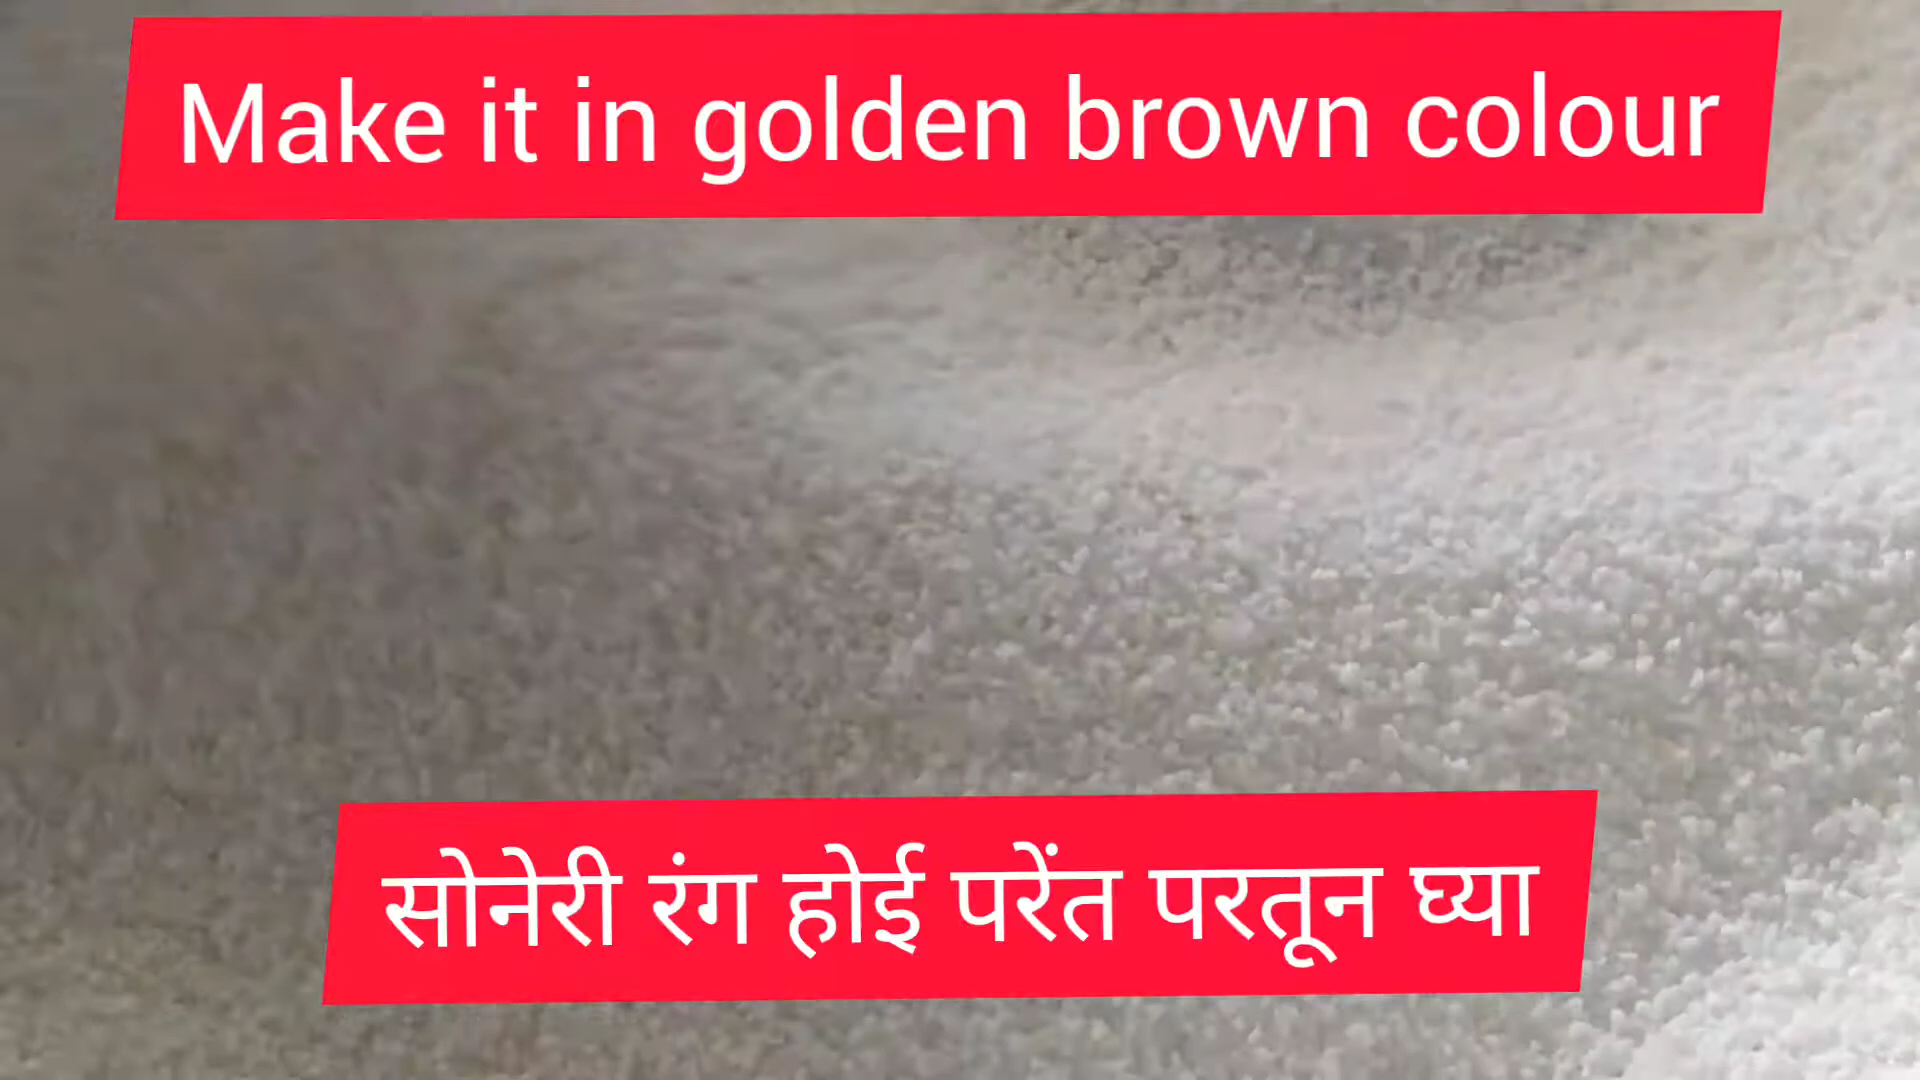 Make it in golden brown colour
सोनेरी रंग होई परेंत परतून घ्या